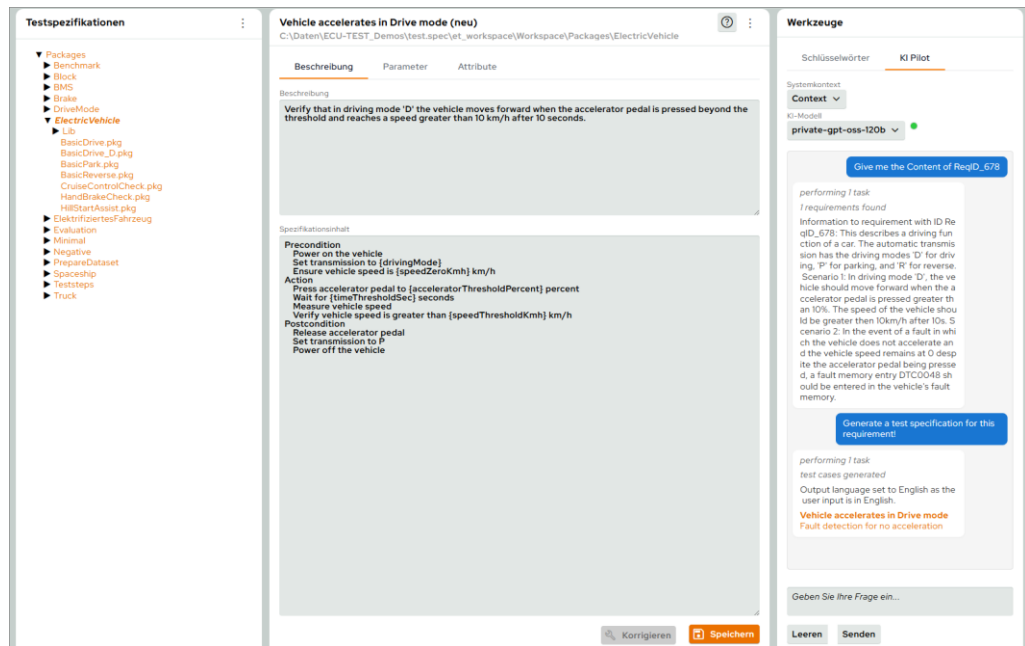 Testspezifikationen
Packages
Benchmark
Block
BMS
Brake
DriveMode
ElectricVehicle
Lib
BasicDrive.pkg
BasicDrive_D.pkg
BasicPark.pkg
BasicReverse.pkg
CruiseControlCheck.pkg
HandBrakeCheck.pkg
HillStartAssist.pkg
ElektrifiziertesFahrzeug
Evaluation
Minimal
Negative
PrepareDataset
Spaceship
Teststeps
Truck
Vehicle accelerates in Drive mode (neu)
C:\Daten\ECU-TEST_Demos\test.spec\et_workspace\Workspace\Packages\ElectricVehicle
Beschreibung Parameter Attribute
Beschreibung
Verify that in driving mode 'D' the vehicle moves forward when the accelerator pedal is pressed beyond the
threshold and reaches a speed greater than 10 km/h after 10 seconds.
Spezifikationsinhalt
Precondition
Power on the vehicle
Set transmission to {drivingMode}
Ensure vehicle speed is {speedZeroKmh} km/h
Action
Press accelerator pedal to {acceleratorThresholdPercent} percent
Wait for {timeThresholdSec} seconds
Measure vehicle speed
Verify vehicle speed is greater than {speedThresholdKmh} km/h
Postcondition
Release accelerator pedal
Set transmission to P
Power off the vehicle
Korrigieren Speichern
Werkzeuge
Schlüsselwörter KI Pilot
Systemkontext
Context
KI-Modell
private-gpt-oss-120b
Give me the Content of ReqID_678
performing 1 task
1 requirements found
Information to requirement with ID Re
qID_678: This describes a driving fun
ction of a car. The automatic transmis
sion has the driving modes 'D' for driv
ing, 'P' for parking, and 'R' for reverse.
Scenario 1: In driving mode 'D', the ve
hicle should move forward when the a
ccelerator pedal is pressed greater th
an 10%. The speed of the vehicle shou
ld be greater then 10km/h after 10s. S
cenario 2: In the event of a fault in whi
ch the vehicle does not accelerate an
d the vehicle speed remains at 0 desp
ite the accelerator pedal being presse
d, a fault memory entry DTC0048 sh
ould be entered in the vehicle's fault
memory.
Generate a test specification for this
requirement!
performing 1 task
test cases generated
Output language set to English as the
user input is in English.
Vehicle accelerates in Drive mode
Fault detection for no acceleration
Geben Sie Ihre Frage ein...
Leeren Senden